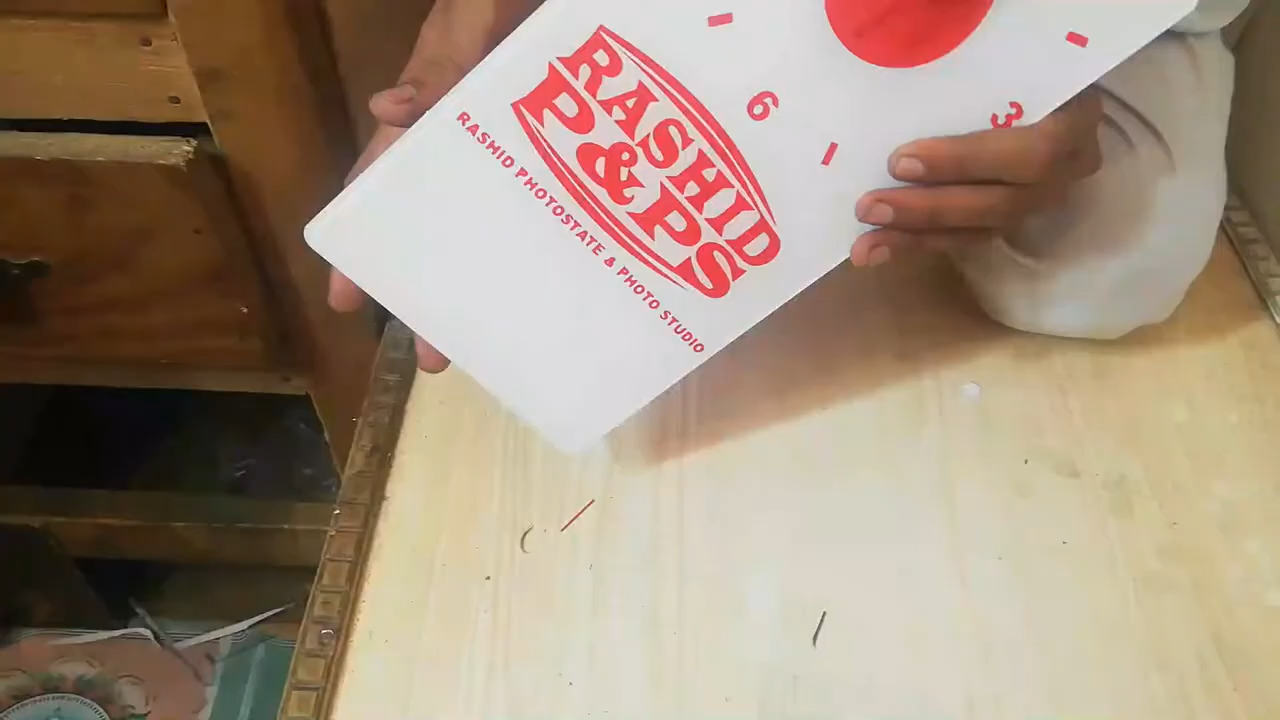 6
3
RASHID
P&PS
RASHID PHOTOSTATE & PHOTO STUDIO